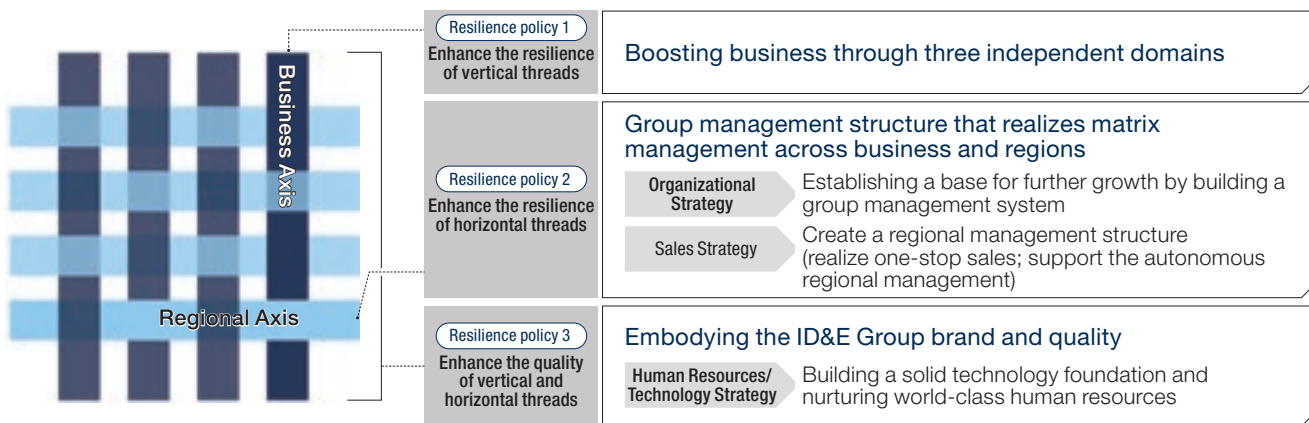 Business Axis
Regional Axis
Resilience policy 1
Enhance the resilience
of vertical threads
Boosting business through three independent domains
Resilience policy 2
Enhance the resilience
of horizontal threads
Group management structure that realizes matrix
management across business and regions
Organizational
Strategy
Establishing a base for further growth by building a
group management system
Sales Strategy
Create a regional management structure
(realize one-stop sales; support the autonomous
regional management)
Resilience policy 3
Enhance the quality
of vertical and
horizontal threads
Embodying the ID&E Group brand and quality
Human Resources/
Technology Strategy
Building a solid technology foundation and
nurturing world-class human resources